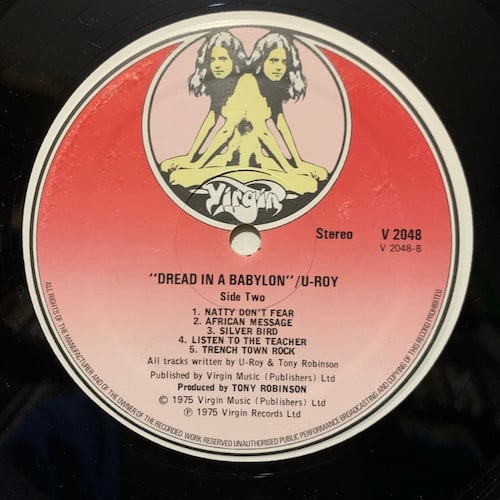 Virgin
Stereo
V 2048
V 2048-B
"DREAD IN A BABYLON"/U-ROY
Side Two
1. NATTY DON'T FEAR
2. AFRICAN MESSAGE
3. SILVER BIRD
4. LISTEN TO THE TEACHER
5. TRENCH TOWN ROCK
All tracks written by U-Roy & Tony Robinson
Published by Virgin Music (Publishers) Ltd
Produced by TONY ROBINSON
© 1975 Virgin Music (Publishers) Ltd
℗ 1975 Virgin Records Ltd
ALL RIGHTS OF THE MANUFACTURER AND OF THE OWNER OF THE RECORDED WORK RESERVED UNAUTHORISED PUBLIC PERFORMANCE BROADCASTING AND COPYING OF THIS RECORD PROHIBITED